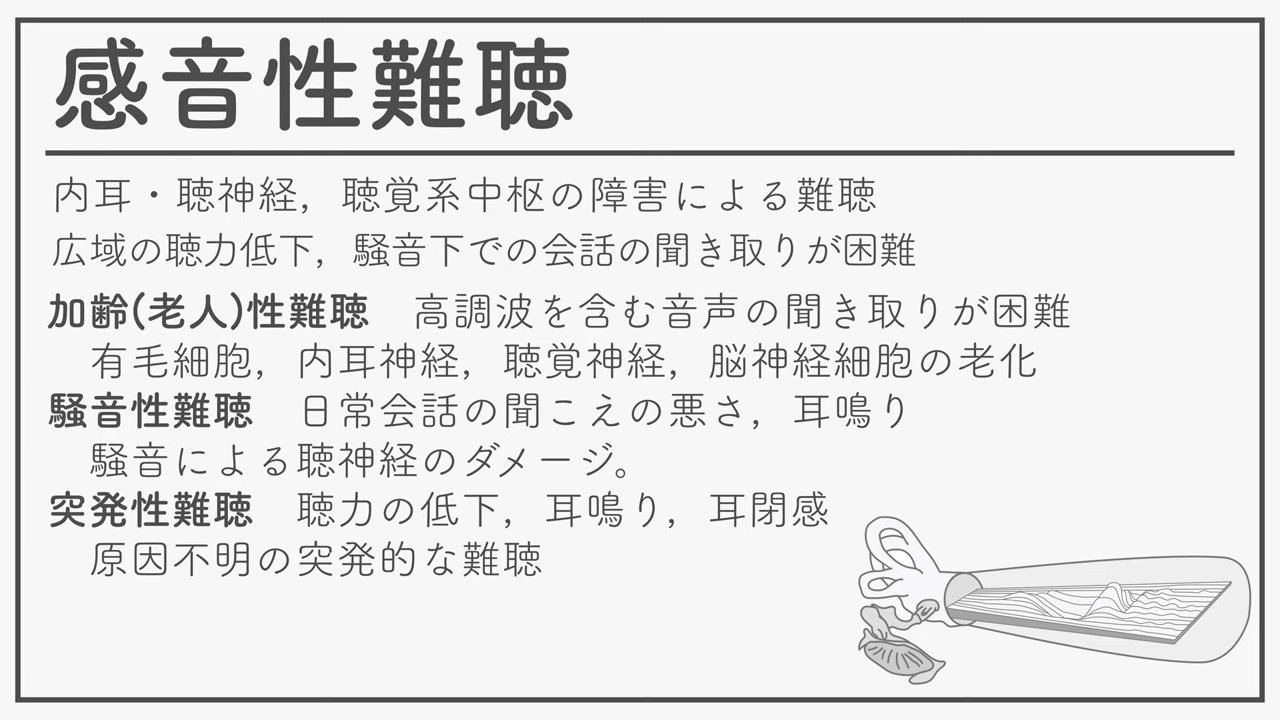 感音性難聴
内耳・聴神経，聴覚系中枢の障害による難聴
広域の聴力低下，騒音下での会話の聞き取りが困難
加齢(老人)性難聴　高調波を含む音声の聞き取りが困難
有毛細胞，内耳神経，聴覚神経，脳神経細胞の老化
騒音性難聴　日常会話の聞こえの悪さ，耳鳴り
騒音による聴神経のダメージ。
突発性難聴　聴力の低下，耳鳴り，耳閉感
原因不明の突発的な難聴